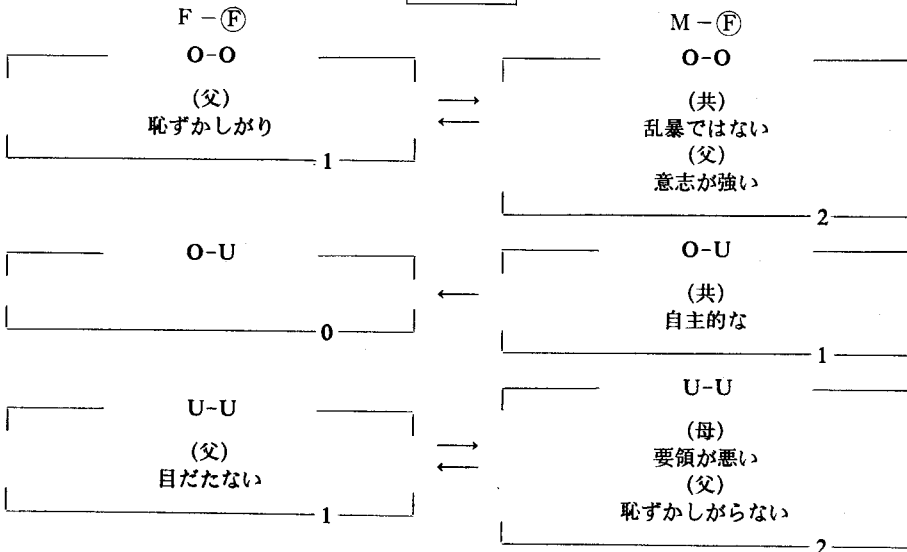 F-Ⓕ
O-O
(父)
恥ずかしがり
1
O-U
0
U-U
(父)
目だたない
1
M-Ⓕ
O-O
(共)
乱暴ではない
(父)
意志が強い
2
O-U
(共)
自主的な
1
U-U
(母)
要領が悪い
(父)
恥ずかしがらない
2